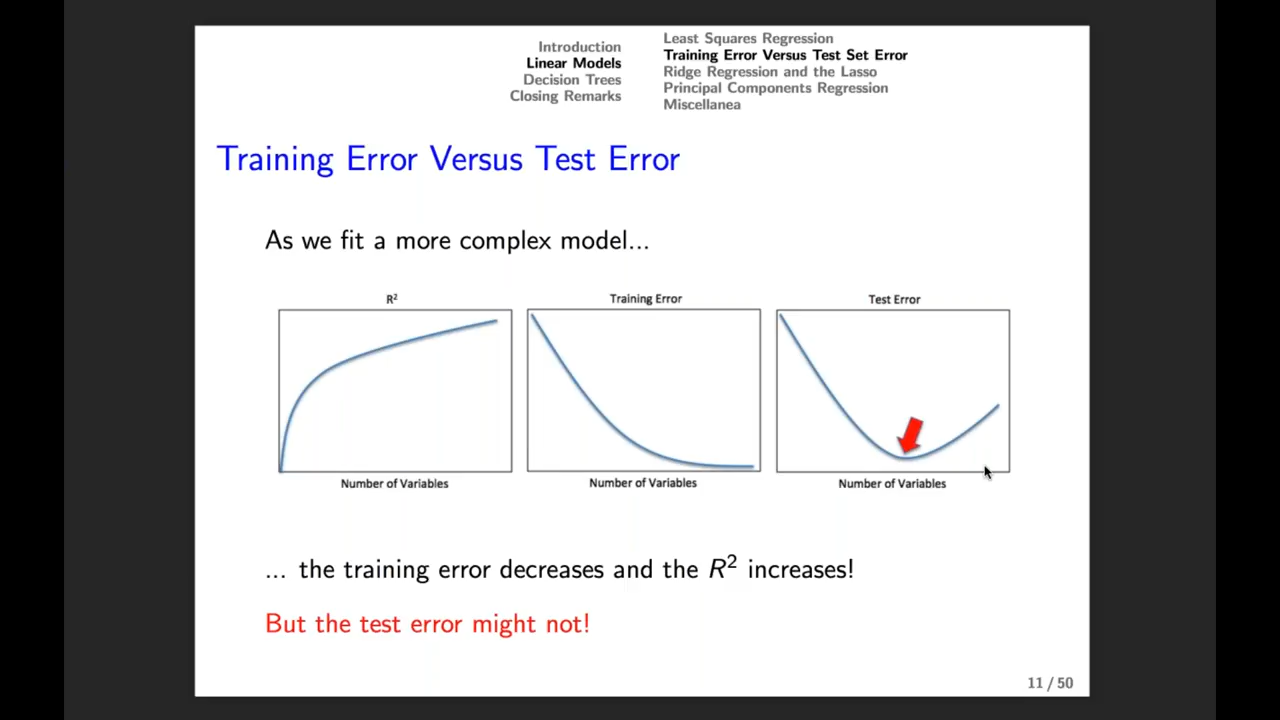 Introduction
Linear Models
Decision Trees
Closing Remarks
Least Squares Regression
Training Error Versus Test Set Error
Ridge Regression and the Lasso
Principal Components Regression
Miscellanea
Training Error Versus Test Error
As we fit a more complex model...
R²
Training Error
Test Error
Number of Variables
Number of Variables
Number of Variables
... the training error decreases and the R² increases!
But the test error might not!
11 / 50